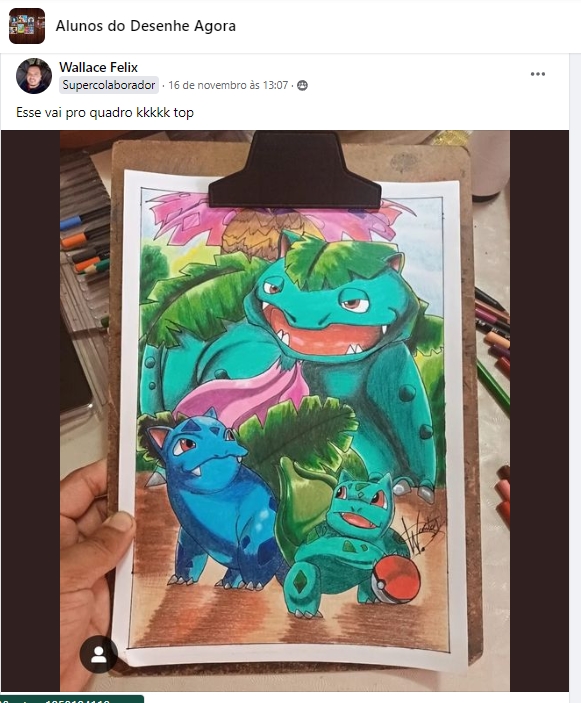 Alunos do Desenhe Agora
Wallace Felix
Supercolaborador · 16 de novembro às 13:07 ·
Esse vai pro quadro kkkkk top